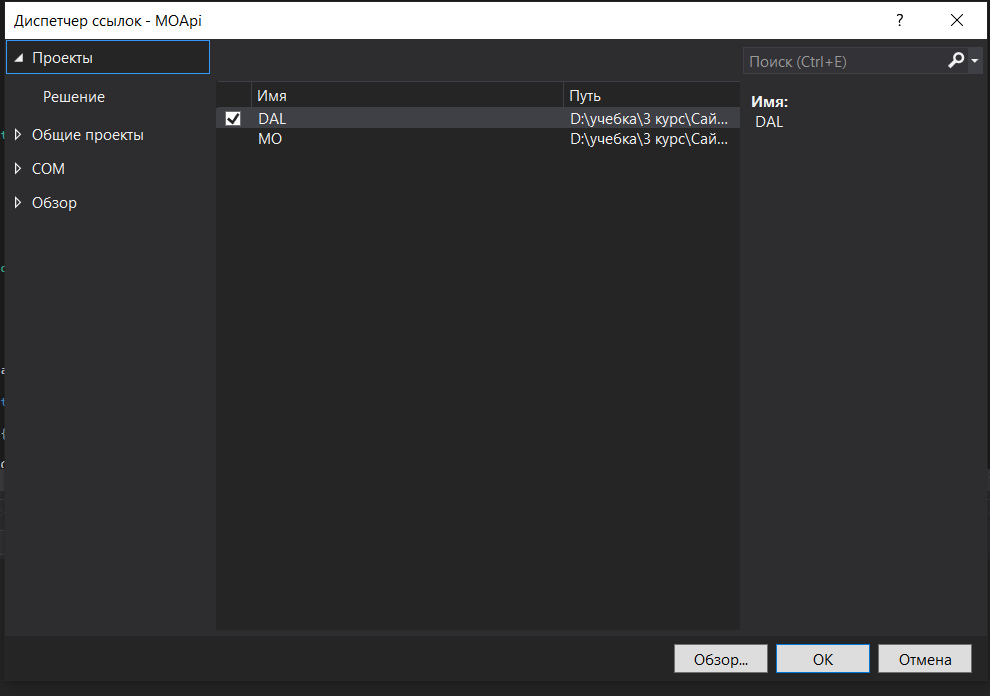 Диспетчер ссылок - MOApi
?
Проекты
Решение
Общие проекты
COM
Обзор
Имя Путь
DAL D:\учебка\3 курс\Сай...
MO D:\учебка\3 курс\Сай...
Поиск (Ctrl+E)
Имя:
DAL
Обзор... ОК Отмена